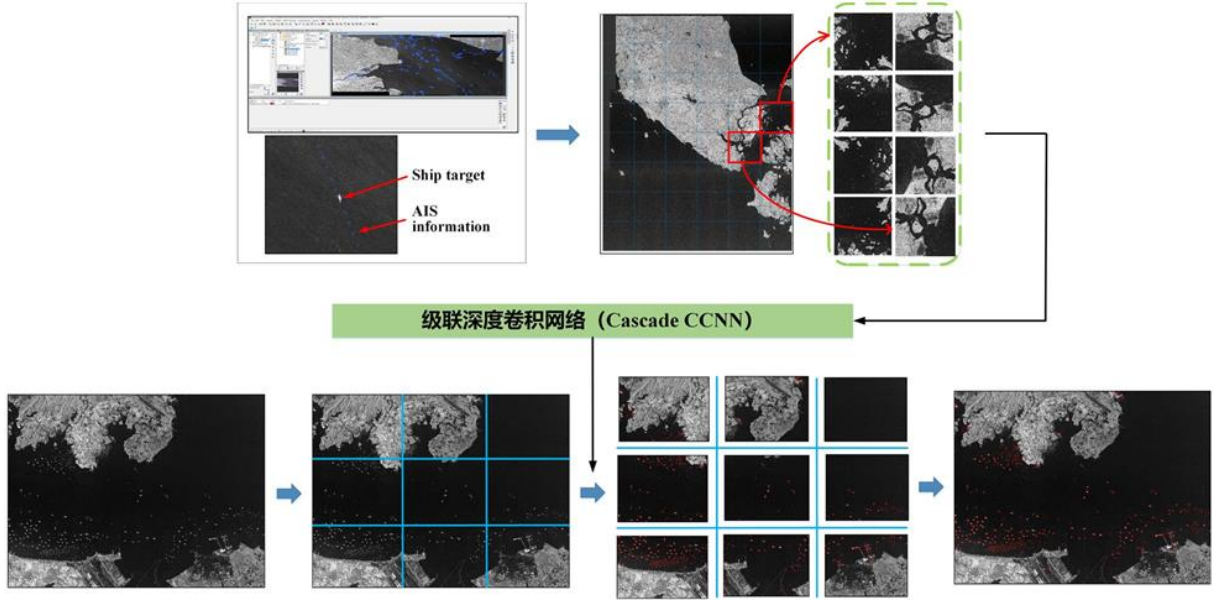 Ship target
AIS
information
级联深度卷积网络（Cascade CCNN）